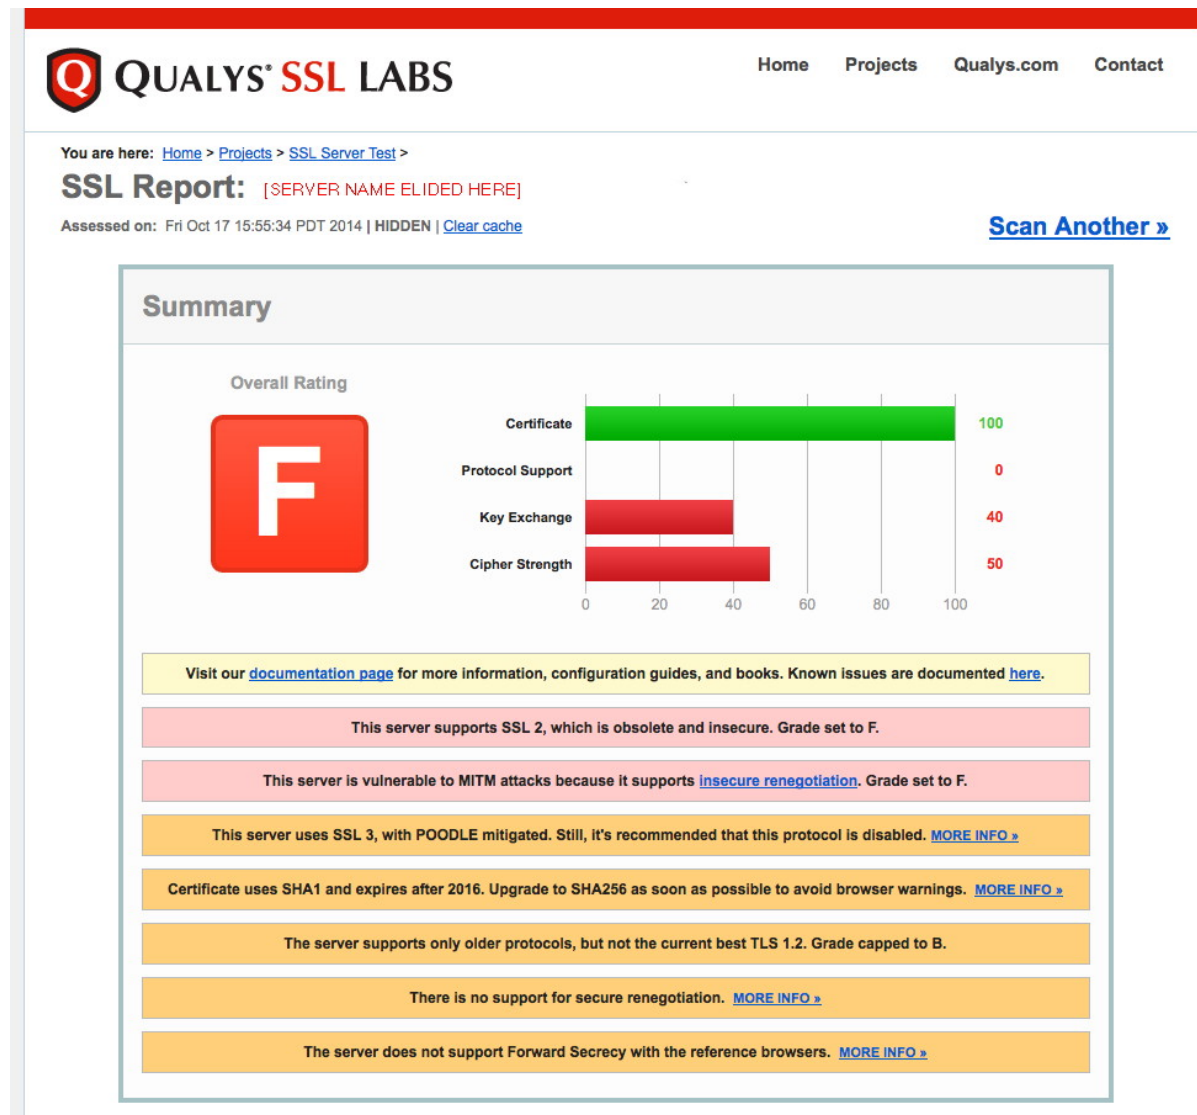 QUALYS® SSL LABS
Home Projects Qualys.com Contact
You are here: Home > Projects > SSL Server Test >
SSL Report: [SERVER NAME ELIDED HERE]
Assessed on: Fri Oct 17 15:55:34 PDT 2014 | HIDDEN | Clear cache
Scan Another »
Summary
Overall Rating
F
Certificate 100
Protocol Support 0
Key Exchange 40
Cipher Strength 50
0 20 40 60 80 100
Visit our documentation page for more information, configuration guides, and books. Known issues are documented here.
This server supports SSL 2, which is obsolete and insecure. Grade set to F.
This server is vulnerable to MITM attacks because it supports insecure renegotiation. Grade set to F.
This server uses SSL 3, with POODLE mitigated. Still, it's recommended that this protocol is disabled. MORE INFO »
Certificate uses SHA1 and expires after 2016. Upgrade to SHA256 as soon as possible to avoid browser warnings. MORE INFO »
The server supports only older protocols, but not the current best TLS 1.2. Grade capped to B.
There is no support for secure renegotiation. MORE INFO »
The server does not support Forward Secrecy with the reference browsers. MORE INFO »